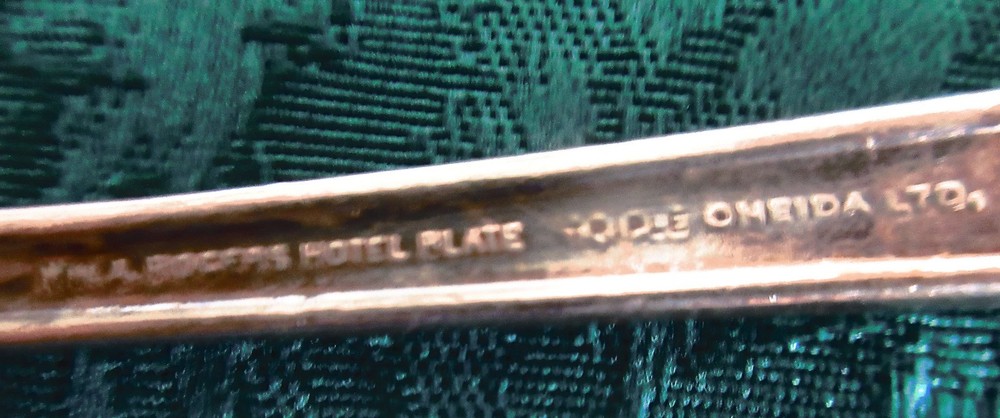 WM.A. ROGERS HOTEL PLATE ONEIDA LTD.